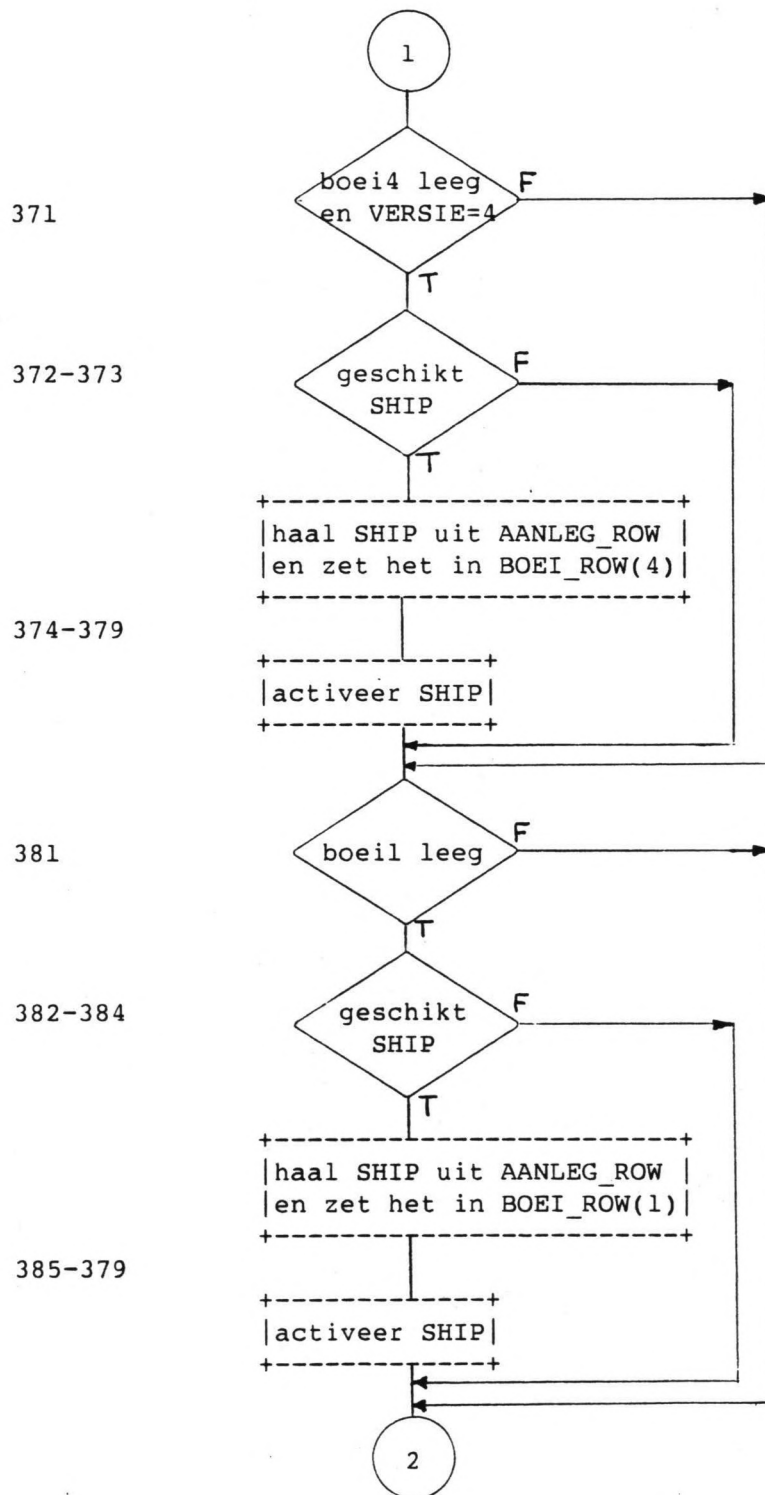 1
371
boei4 leeg
en VERSIE=4
F
T
372-373
geschikt
SHIP
F
T
haal SHIP uit AANLEG_ROW
en zet het in BOEI_ROW(4)
374-379
activeer SHIP
381
boei1 leeg
F
T
382-384
geschikt
SHIP
F
T
haal SHIP uit AANLEG_ROW
en zet het in BOEI_ROW(1)
385-379
activeer SHIP
2